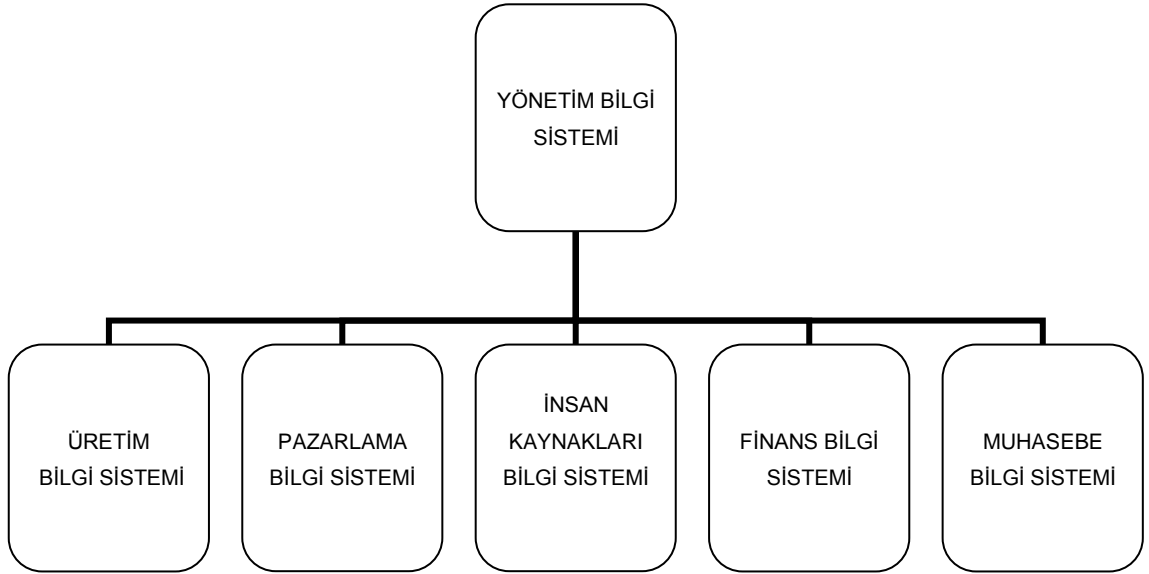 YÖNETİM BİLGİ
SİSTEMİ
ÜRETİM
BİLGİ SİSTEMİ
PAZARLAMA
BİLGİ SİSTEMİ
İNSAN
KAYNAKLARI
BİLGİ SİSTEMİ
FİNANS BİLGİ
SİSTEMİ
MUHASEBE
BİLGİ SİSTEMİ